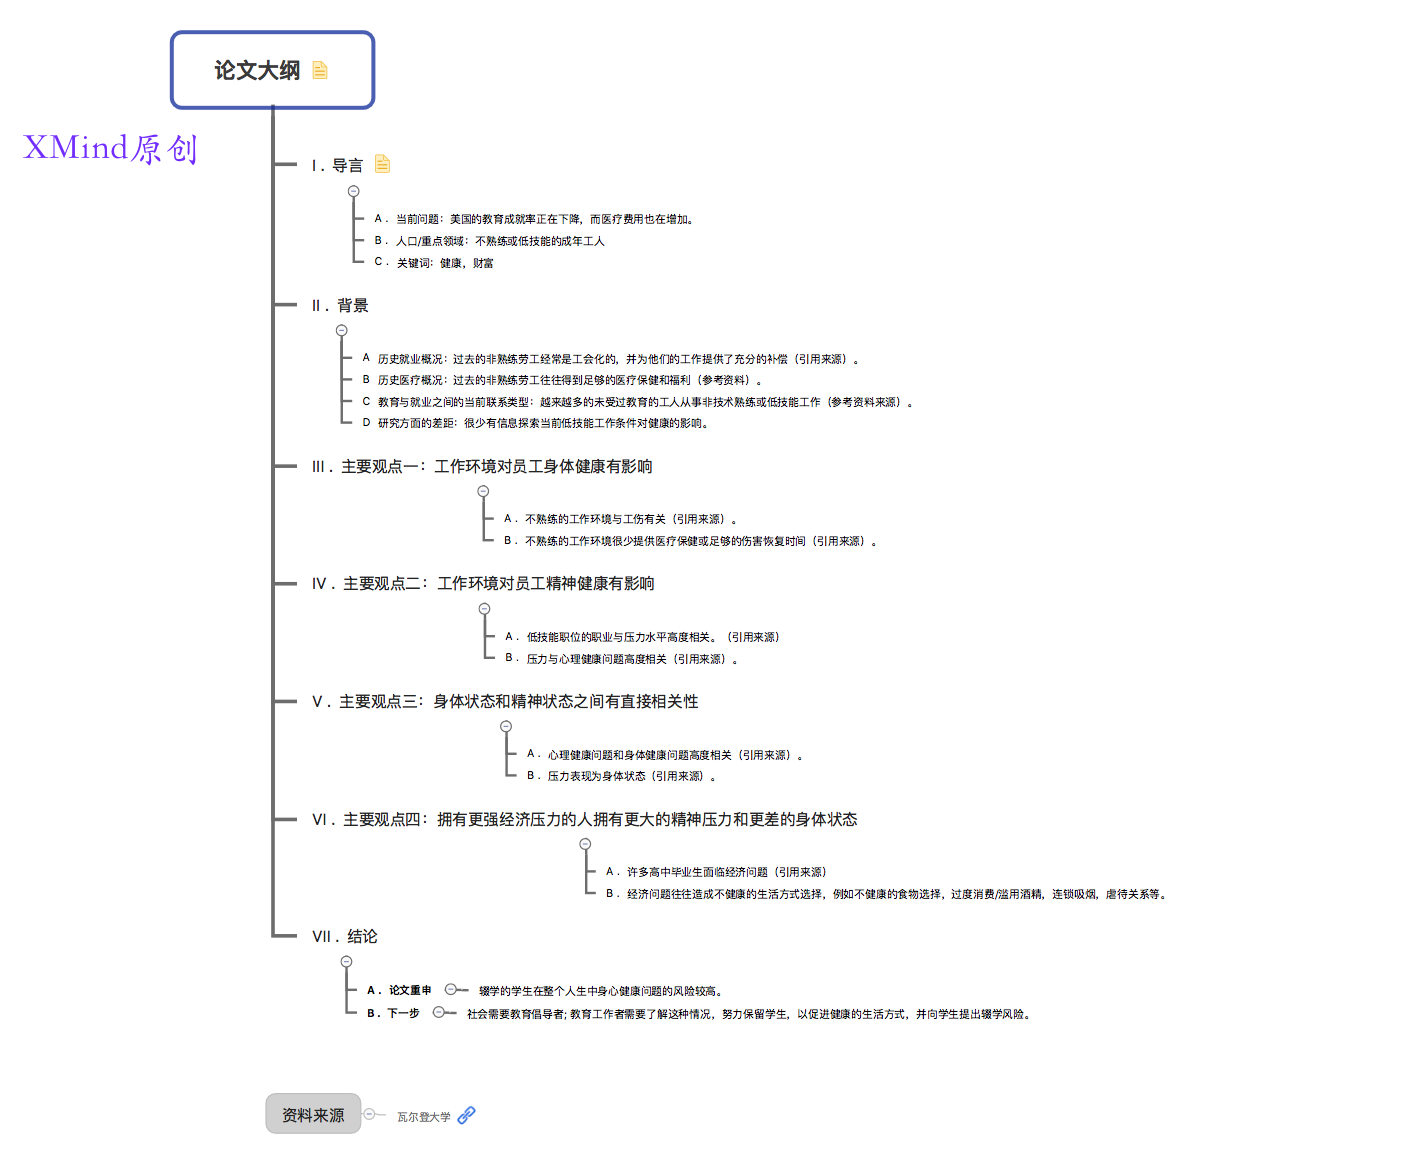 论文大纲
XMind原创
I . 导言
A . 当前问题：美国的教育成就率正在下降，而医疗费用也在增加。
B . 人口/重点领域：不熟练或低技能的成年工人
C . 关键词：健康，财富
II . 背景
A 历史就业概况：过去的非熟练劳工经常是工会化的，并为他们的工作提供了充分的补偿（引用来源）。
B 历史医疗概况：过去的非熟练劳工往往得到足够的医疗保健和福利（参考资料）。
C 教育与就业之间的当前联系类型：越来越多的未受过教育的工人从事非技术熟练或低技能工作（参考资料来源）。
D 研究方面的差距：很少有信息探索当前低技能工作条件对健康的影响。
III . 主要观点一：工作环境对员工身体健康有影响
A . 不熟练的工作环境与工伤有关（引用来源）。
B . 不熟练的工作环境很少提供医疗保健或足够的伤害恢复时间（引用来源）。
IV . 主要观点二：工作环境对员工精神健康有影响
A . 低技能职位的职业与压力水平高度相关。（引用来源）
B . 压力与心理健康问题高度相关（引用来源）。
V . 主要观点三：身体状态和精神状态之间有直接相关性
A . 心理健康问题和身体健康问题高度相关（引用来源）。
B . 压力表现为身体状态（引用来源）。
VI . 主要观点四：拥有更强经济压力的人拥有更大的精神压力和更差的身体状态
A . 许多高中毕业生面临经济问题（引用来源）
B . 经济问题往往造成不健康的生活方式选择，例如不健康的食物选择，过度消费/滥用酒精，连锁吸烟，虐待关系等。
VII . 结论
A . 论文重申 辍学的学生在整个人生中身心健康问题的风险较高。
B . 下一步 社会需要教育倡导者; 教育工作者需要了解这种情况，努力保留学生，以促进健康的生活方式，并向学生提出辍学风险。
资料来源 瓦尔登大学